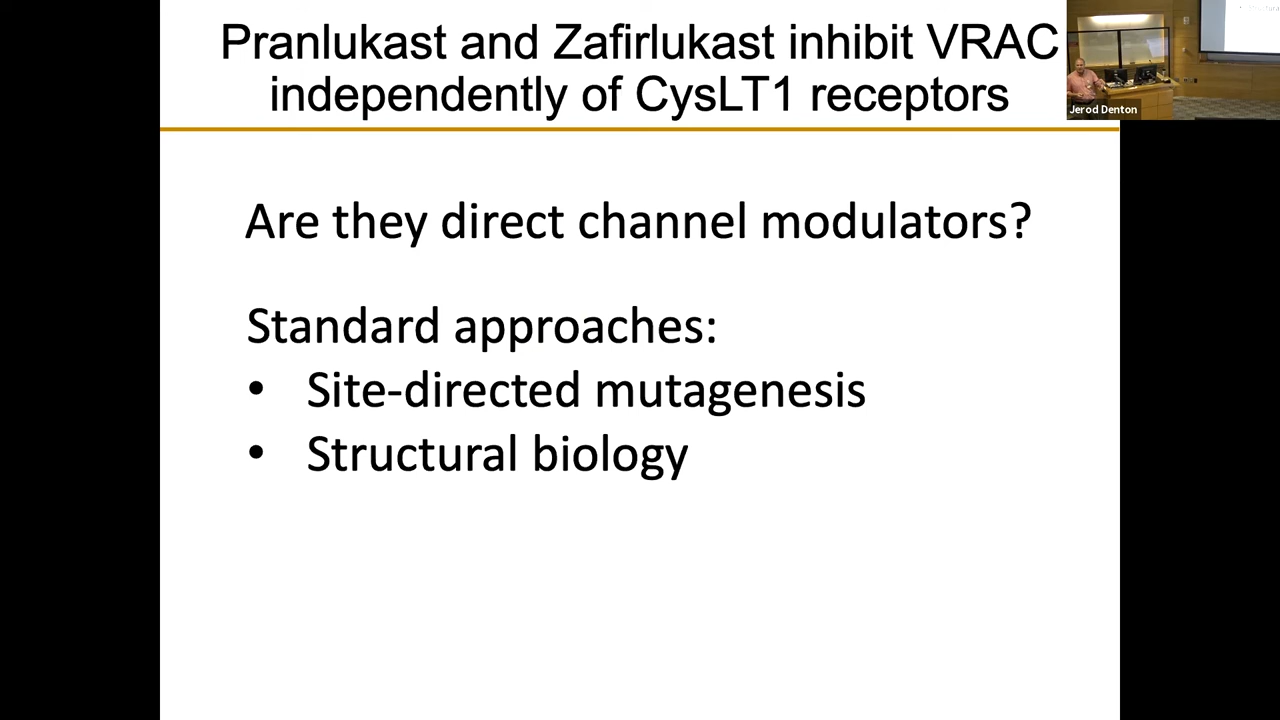 Pranlukast and Zafirlukast inhibit VRAC
independently of CysLT1 receptors
Jerod Denton
Are they direct channel modulators?
Standard approaches:
• Site-directed mutagenesis
• Structural biology